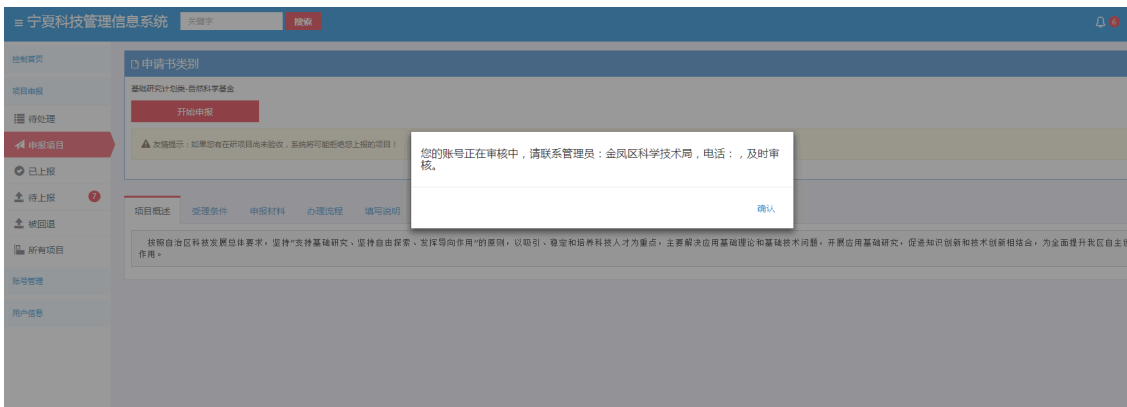 宁夏科技管理信息系统 关键字 搜索 6
控制首页
项目申报
待处理
申报项目
已上报
待上报 7
被回退
所有项目
账号管理
用户信息
申请书类别
基础研究计划类-自然科学基金
开始申报
友情提示：如果您有在研项目尚未验收，系统将可能拒绝您上报的项目！
您的账号正在审核中，请联系管理员：金凤区科学技术局，电话：，及时审
核。
确认
项目概述 受理条件 申报材料 办理流程 填写说明
按照自治区科技发展总体要求，坚持“支持基础研究、坚持自由探索、发挥导向作用”的原则，以吸引、稳定和培养科技人才为重点，主要解决应用基础理论和基础技术问题，开展应用基础研究，促进知识创新和技术创新相结合，为全面提升我区自主
作用。